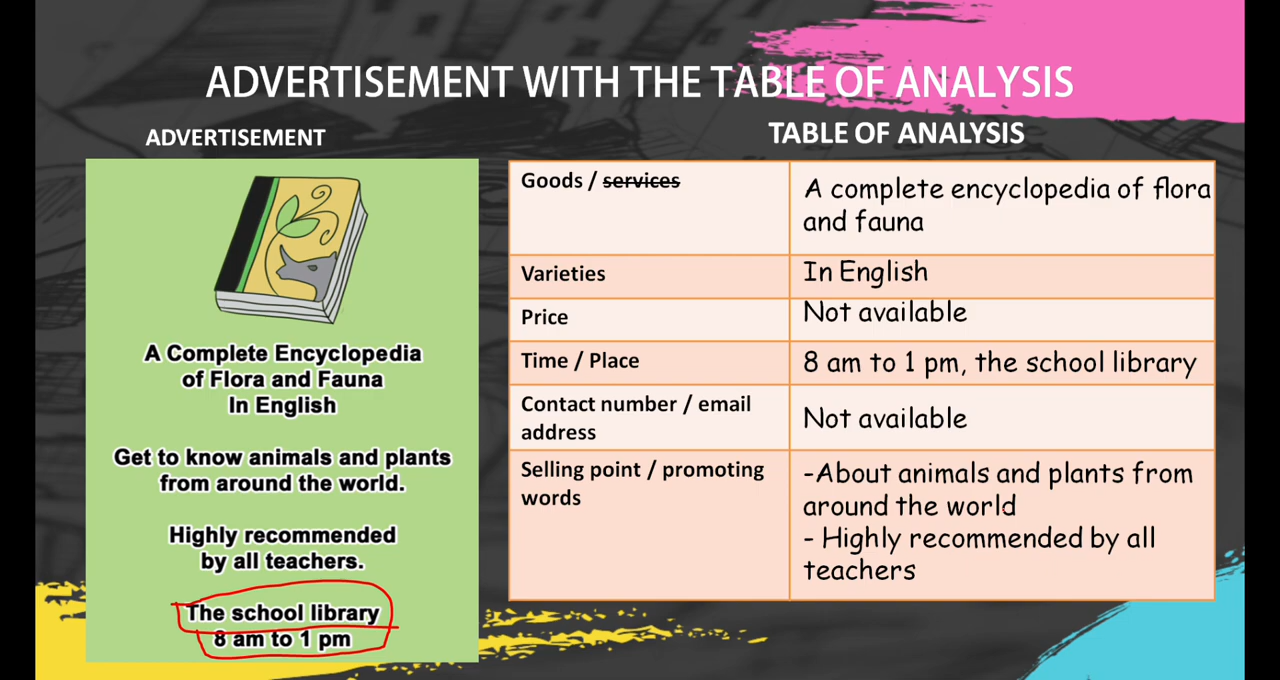 ADVERTISEMENT WITH THE TABLE OF ANALYSIS
ADVERTISEMENT
A Complete Encyclopedia
of Flora and Fauna
In English
Get to know animals and plants
from around the world.
Highly recommended
by all teachers.
The school library
8 am to 1 pm
TABLE OF ANALYSIS
Goods / services
A complete encyclopedia of flora
and fauna
Varieties
In English
Price
Not available
Time / Place
8 am to 1 pm, the school library
Contact number / email
address
Not available
Selling point / promoting
words
-About animals and plants from
around the world
- Highly recommended by all
teachers